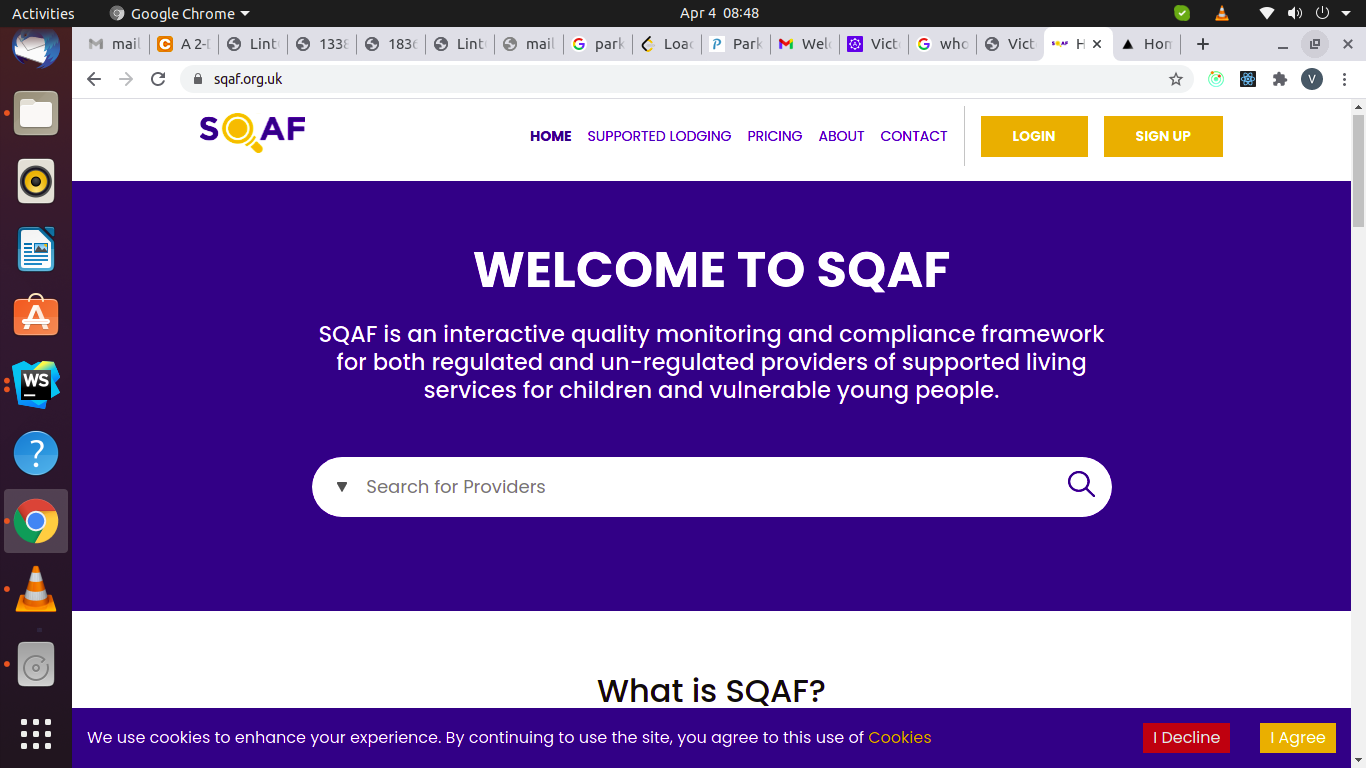 Activities
Google Chrome
Apr 4 08:48
mail
A 2-D
Lint
1338
1836
Lint
mail
park
Load
Park
Welc
Victo
who
Vict
H
Hom
sqaf.org.uk
V
SQAF
HOME
SUPPORTED LODGING
PRICING
ABOUT
CONTACT
LOGIN
SIGN UP
WELCOME TO SQAF
SQAF is an interactive quality monitoring and compliance framework
for both regulated and un-regulated providers of supported living
services for children and vulnerable young people.
Search for Providers
What is SQAF?
We use cookies to enhance your experience. By continuing to use the site, you agree to this use of Cookies
I Decline
I Agree
WS